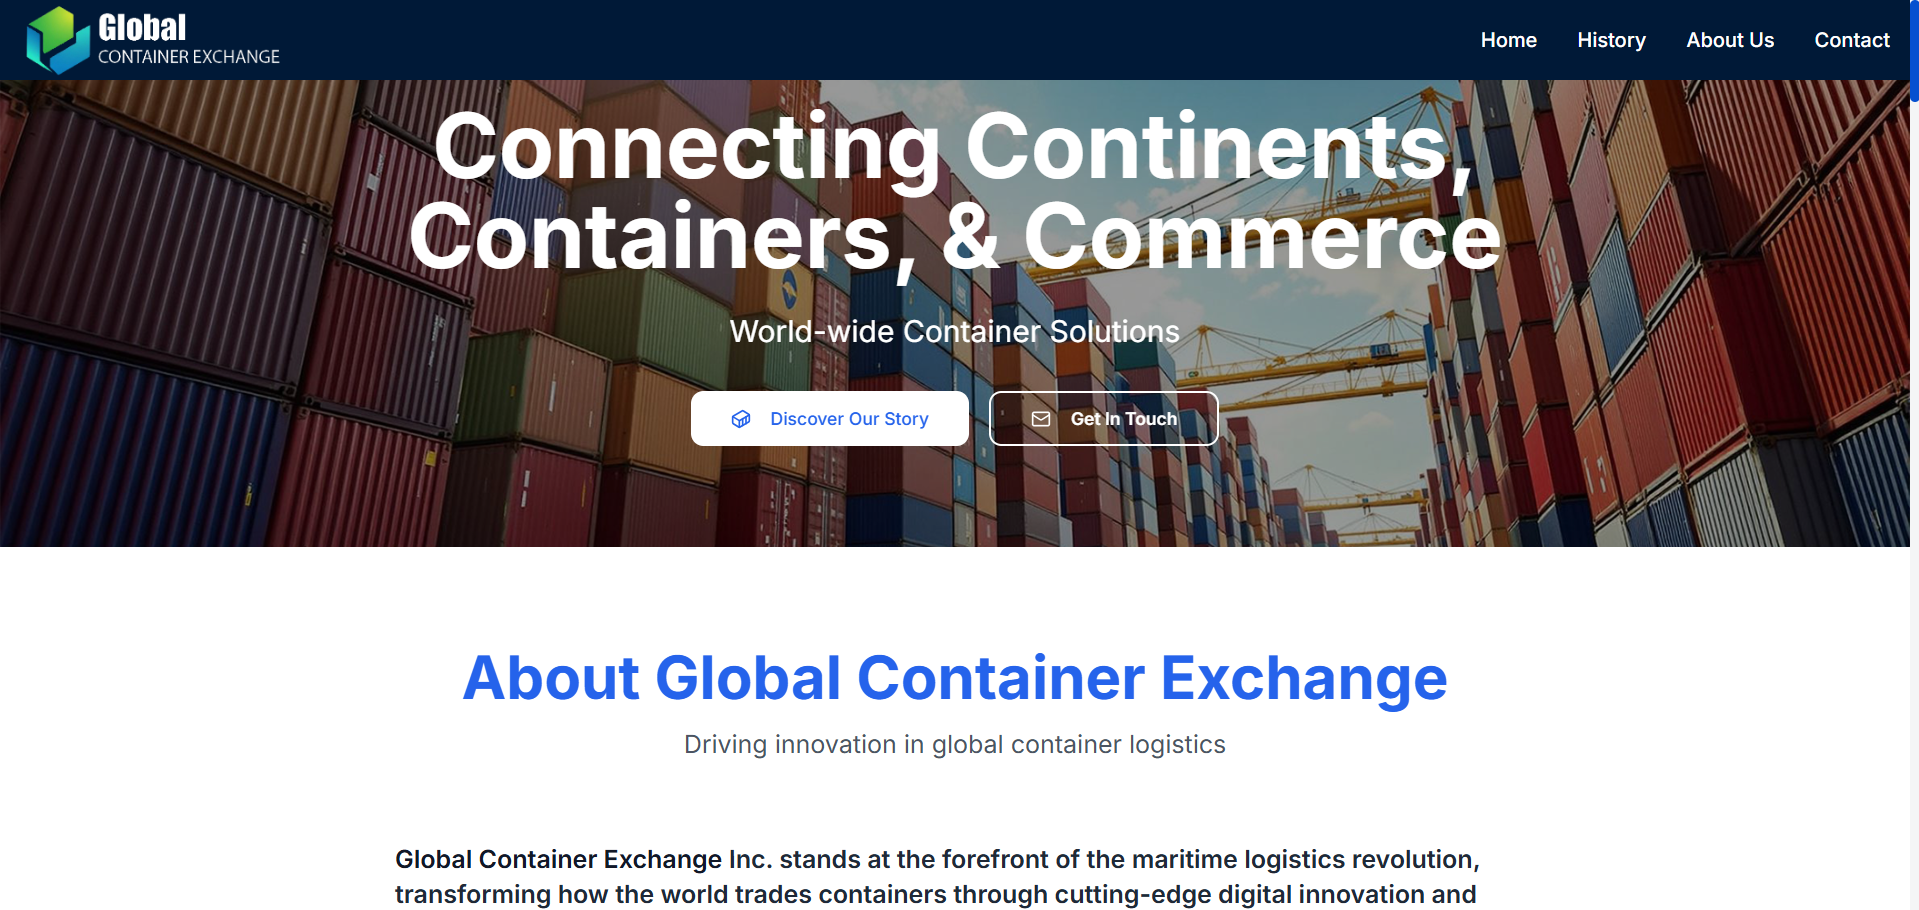 Global
CONTAINER EXCHANGE
Home
History
About Us
Contact
Connecting Continents,
Containers, & Commerce
World-wide Container Solutions
Discover Our Story
Get In Touch
About Global Container Exchange
Driving innovation in global container logistics
Global Container Exchange Inc. stands at the forefront of the maritime logistics revolution,
transforming how the world trades containers through cutting-edge digital innovation and